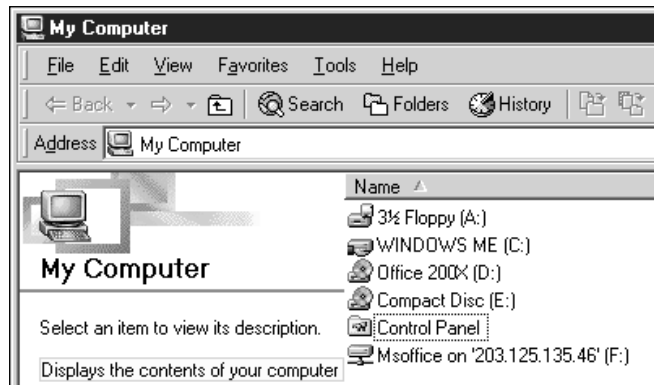 My Computer
File Edit View Favorites Tools Help
Back Search Folders History
Address My Computer
Name
3½ Floppy (A:)
WINDOWS ME (C:)
My Computer
Office 200X (D:)
Compact Disc (E:)
Select an item to view its description.
Control Panel
Displays the contents of your computer
Msoffice on '203.125.135.46' (F:)